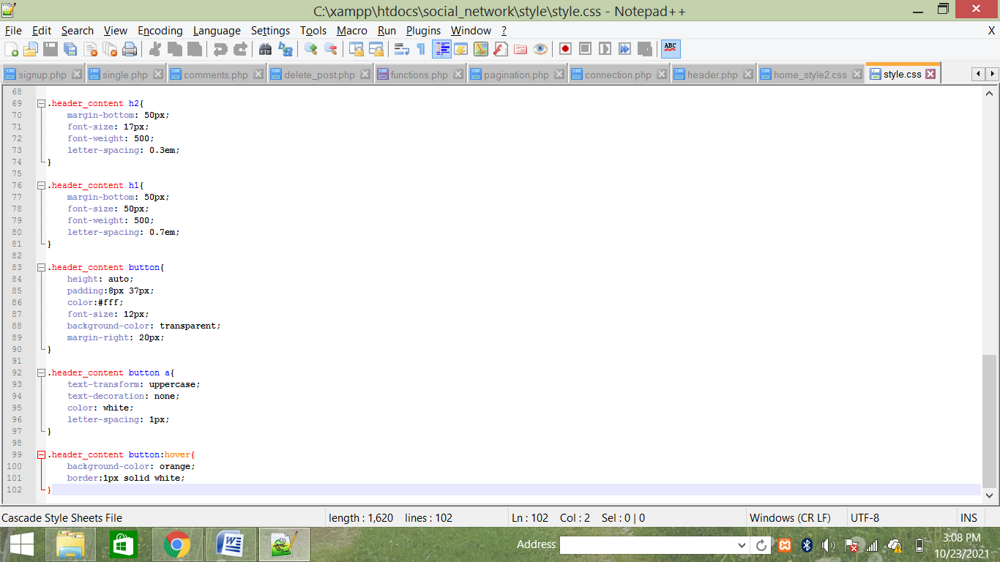 C:\xampp\htdocs\social_network\style\style.css - Notepad++
File Edit Search View Encoding Language Settings Tools Macro Run Plugins Window ? X
ABC
signup.php single.php comments.php delete_post.php functions.php pagination.php connection.php header.php home_style2.css style.css
68
69 .header_content h2{
70 margin-bottom: 50px;
71 font-size: 17px;
72 font-weight: 500;
73 letter-spacing: 0.3em;
74 }
75
76 .header_content h1{
77 margin-bottom: 50px;
78 font-size: 50px;
79 font-weight: 500;
80 letter-spacing: 0.7em;
81 }
82
83 .header_content button{
84 height: auto;
85 padding:8px 37px;
86 color:#fff;
87 font-size: 12px;
88 background-color: transparent;
89 margin-right: 20px;
90 }
91
92 .header_content button a{
93 text-transform: uppercase;
94 text-decoration: none;
95 color: white;
96 letter-spacing: 1px;
97 }
98
99 .header_content button:hover{
100 background-color: orange;
101 border:1px solid white;
102 }
Cascade Style Sheets File length : 1,620 lines : 102 Ln : 102 Col : 2 Sel : 0 | 0 Windows (CR LF) UTF-8 INS
Address
3:08 PM
10/23/2021